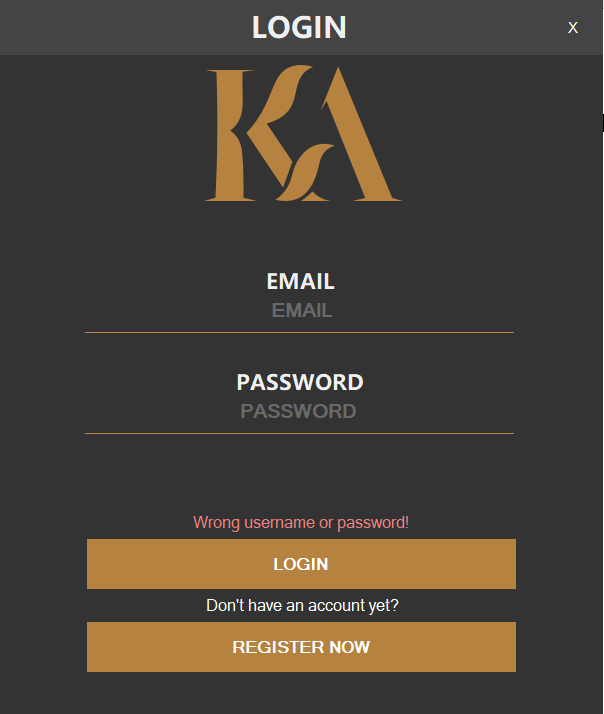 LOGIN
X
KA
EMAIL
EMAIL
PASSWORD
PASSWORD
Wrong username or password!
LOGIN
Don't have an account yet?
REGISTER NOW